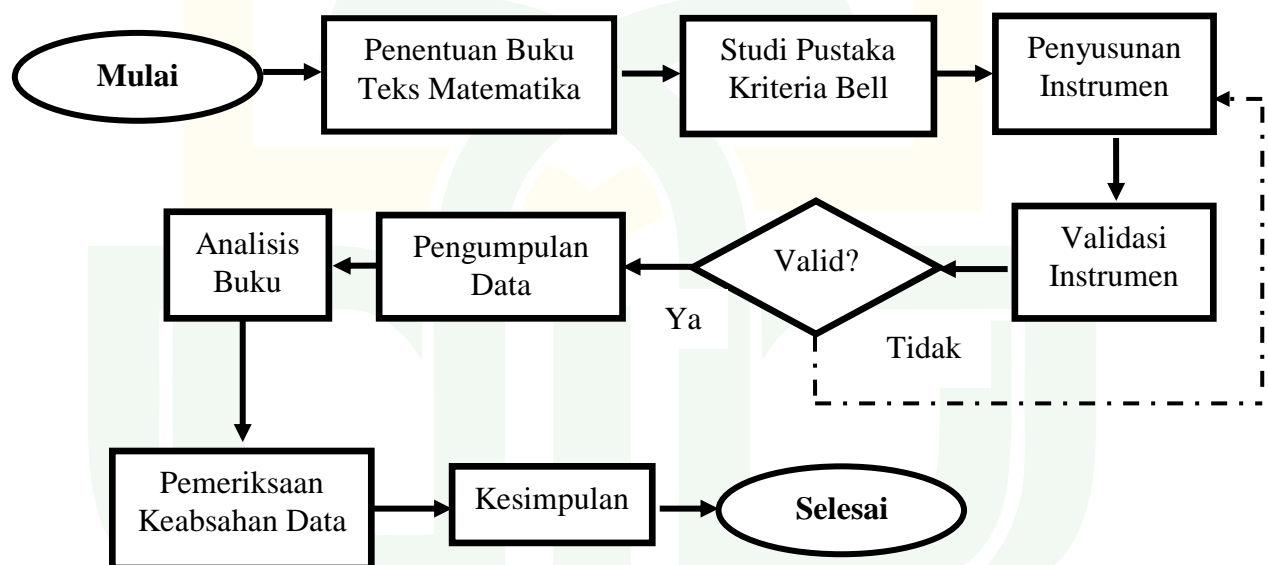 Mulai
Penentuan Buku
Teks Matematika
Studi Pustaka
Kriteria Bell
Penyusunan
Instrumen
Validasi
Instrumen
Valid?
Ya
Tidak
Pengumpulan
Data
Analisis
Buku
Pemeriksaan
Keabsahan Data
Kesimpulan
Selesai